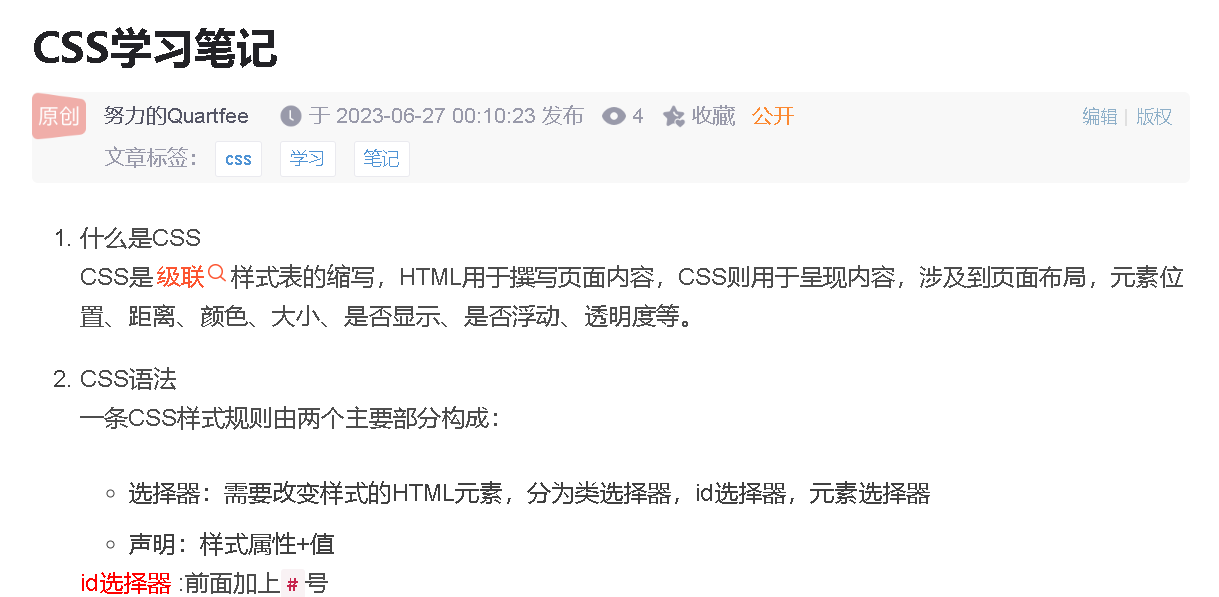 CSS学习笔记
原创 努力的Quartfee 于 2023-06-27 00:10:23 发布 4 收藏 公开 编辑 | 版权
文章标签： css 学习 笔记
1. 什么是CSS
CSS是级联样式表的缩写，HTML用于撰写页面内容，CSS则用于呈现内容，涉及到页面布局，元素位
置、距离、颜色、大小、是否显示、是否浮动、透明度等。
2. CSS语法
一条CSS样式规则由两个主要部分构成：
选择器：需要改变样式的HTML元素，分为类选择器，id选择器，元素选择器
声明：样式属性+值
id选择器 :前面加上 # 号